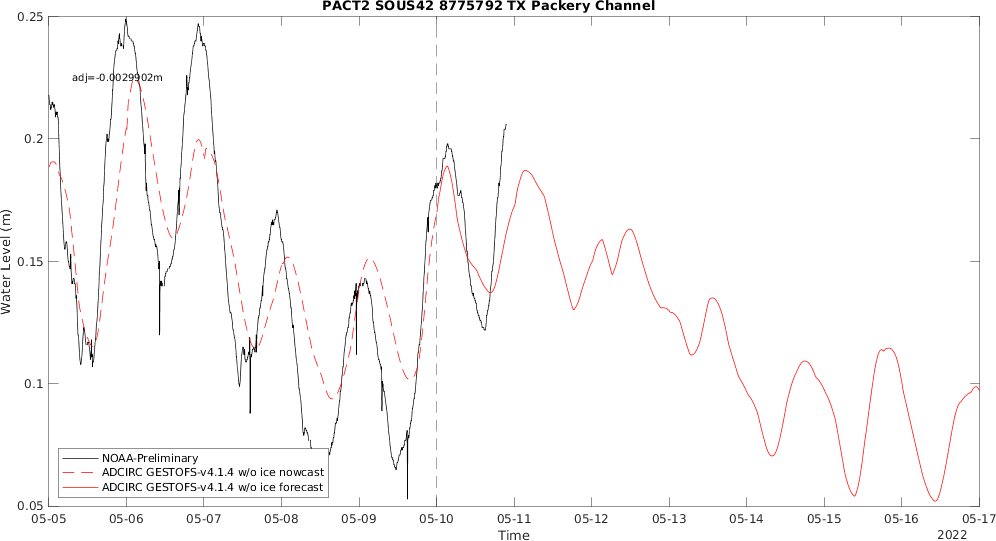 PACT2 SOUS42 8775792 TX Packery Channel
0.25
adj=-0.0029902m
0.2
0.15
0.1
0.05
Water Level (m)
NOAA-Preliminary
ADCIRC GESTOFS-v4.1.4 w/o ice nowcast
ADCIRC GESTOFS-v4.1.4 w/o ice forecast
05-05 05-06 05-07 05-08 05-09 05-10 05-11 05-12 05-13 05-14 05-15 05-16 05-17
Time
2022